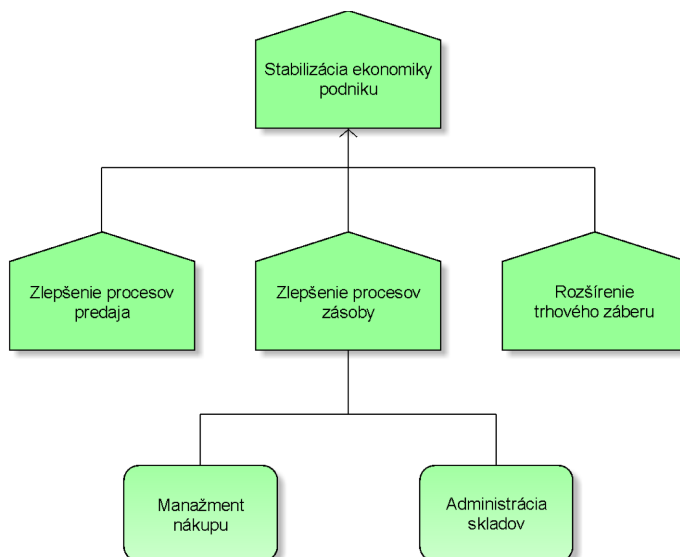 Stabilizácia ekonomiky
podniku
Zlepšenie procesov
predaja
Zlepšenie procesov
zásoby
Rozšírenie
trhového záberu
Manažment
nákupu
Administrácia
skladov